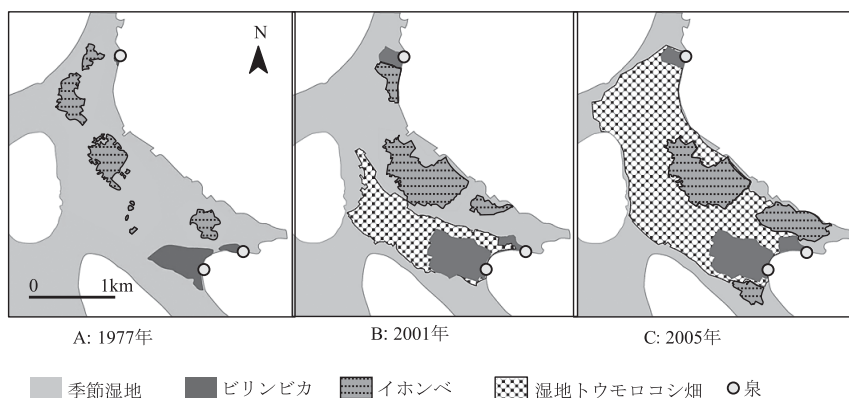 N
0 1km
A: 1977年
B: 2001年
C: 2005年
季節湿地 ビリンビカ イホンベ 湿地トウモロコシ畑 泉